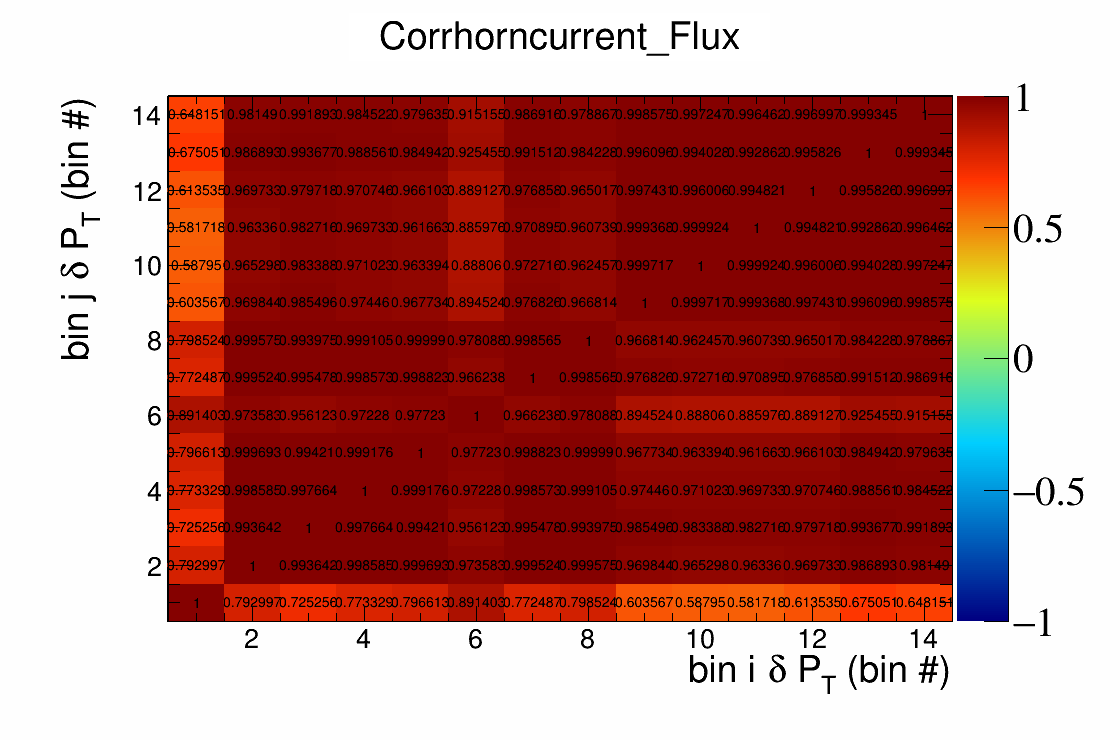 Corrhorncurrent_Flux
bin j δ P_T (bin #)
14 0.648151 0.98149 0.991893 0.984522 0.979635 0.915155 0.986916 0.978867 0.998575 0.997247 0.996462 0.996997 0.999345 1
0.675051 0.986893 0.993677 0.988561 0.984942 0.925455 0.991512 0.984228 0.996096 0.994028 0.992862 0.995826 1 0.999345
12 0.613535 0.969733 0.979718 0.970746 0.966103 0.889127 0.976858 0.965017 0.997431 0.996006 0.994821 1 0.995826 0.996997
0.581718 0.96336 0.982716 0.969733 0.961663 0.885976 0.970895 0.960739 0.999368 0.999924 1 0.994821 0.992862 0.996462
10 0.58795 0.965298 0.983388 0.971023 0.963394 0.88806 0.972716 0.962457 0.999717 1 0.999924 0.996006 0.994028 0.997247
0.603567 0.969844 0.985496 0.97446 0.967734 0.894524 0.976826 0.966814 1 0.999717 0.999368 0.997431 0.996096 0.998575
8 0.798524 0.999575 0.993975 0.999105 0.99999 0.978088 0.998565 1 0.966814 0.962457 0.960739 0.965017 0.984228 0.978867
0.772487 0.999524 0.995478 0.998573 0.998823 0.966238 1 0.998565 0.976826 0.972716 0.970895 0.976858 0.991512 0.986916
6 0.891403 0.973583 0.956123 0.97228 0.97723 1 0.966238 0.978088 0.894524 0.88806 0.885976 0.889127 0.925455 0.915155
0.796613 0.999693 0.99421 0.999176 1 0.97723 0.998823 0.99999 0.967734 0.963394 0.961663 0.966103 0.984942 0.979635
4 0.773329 0.998585 0.997664 1 0.999176 0.97228 0.998573 0.999105 0.97446 0.971023 0.969733 0.970746 0.988561 0.984522
0.725256 0.993642 1 0.997664 0.99421 0.956123 0.995478 0.993975 0.985496 0.983388 0.982716 0.979718 0.993677 0.991893
2 0.792997 1 0.993642 0.998585 0.999693 0.973583 0.999524 0.999575 0.969844 0.965298 0.96336 0.969733 0.986893 0.98149
1 0.792997 0.725256 0.773329 0.796613 0.891403 0.772487 0.798524 0.603567 0.58795 0.581718 0.613535 0.675051 0.648151
2 4 6 8 10 12 14
bin i δ P_T (bin #)
1
0.5
0
−0.5
−1